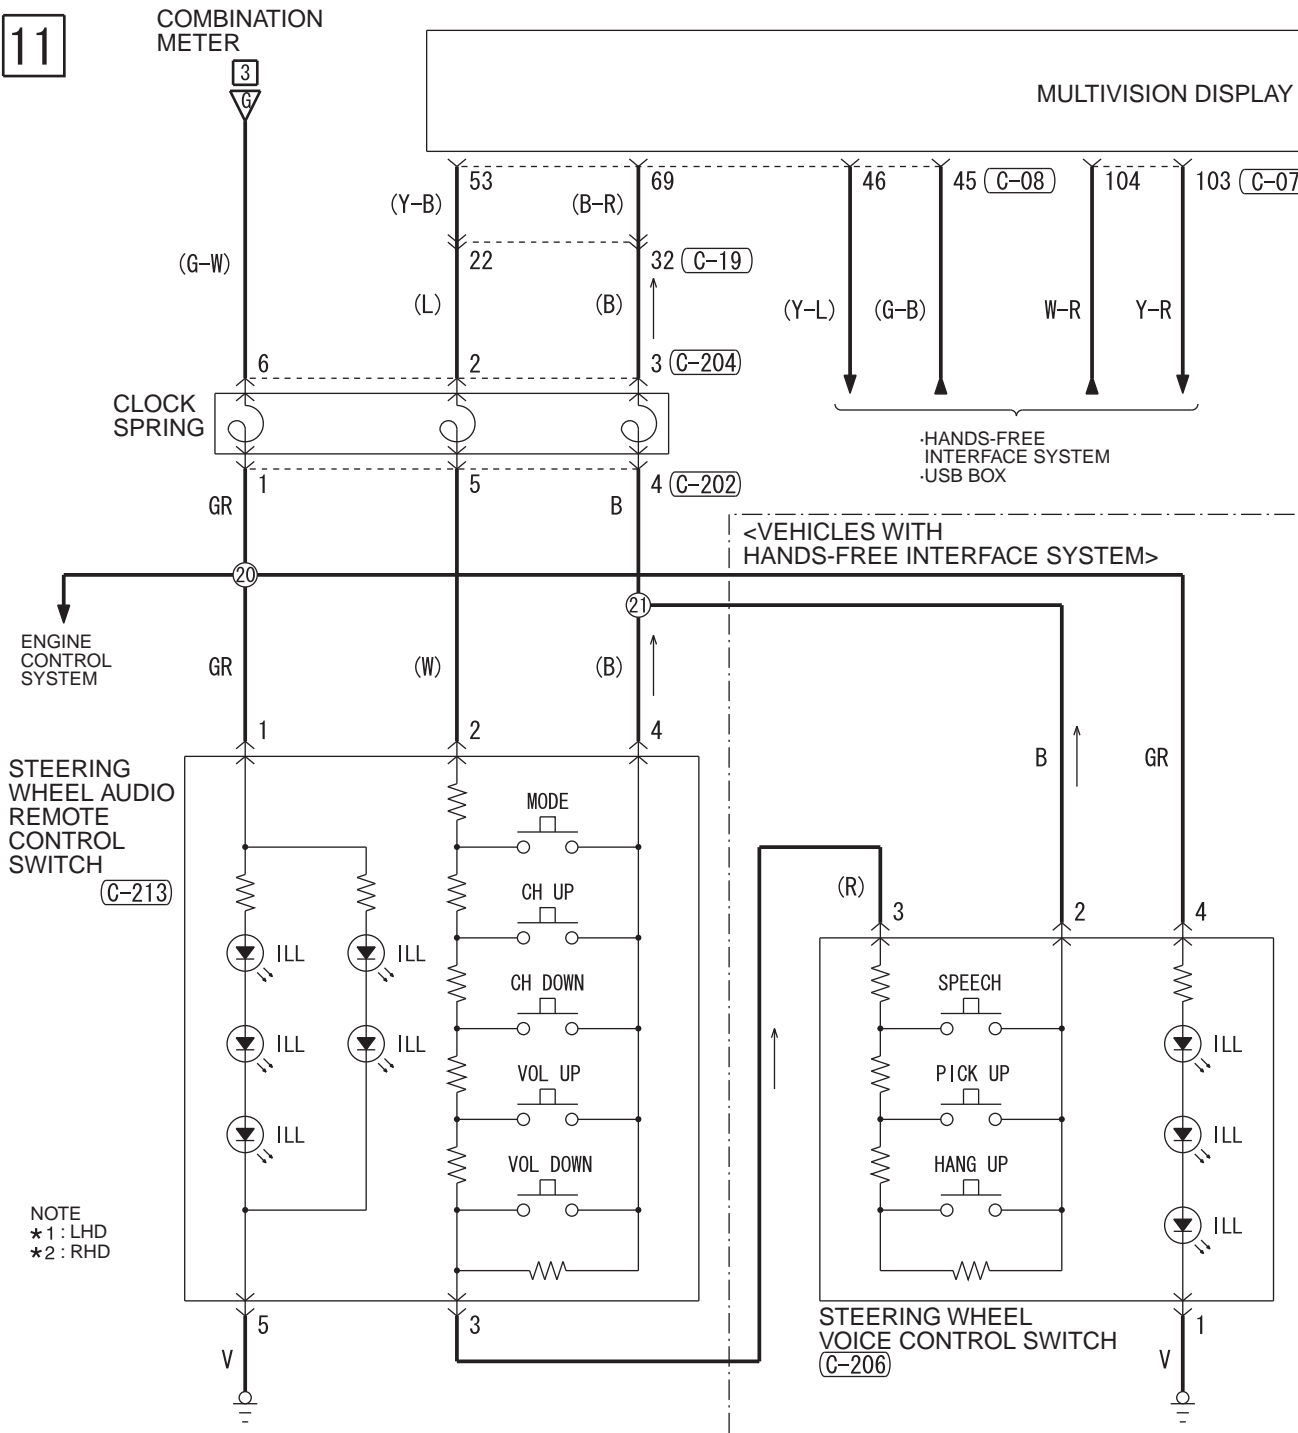 11
COMBINATION
METER
3
G
MULTIVISION DISPLAY
53
69
46
45 C-08
104
103 C-07
(Y-B)
(B-R)
(G-W)
22
32 C-19
(L)
(B)
(Y-L)
(G-B)
W-R
Y-R
6
2
3 C-204
CLOCK
SPRING
·HANDS-FREE
INTERFACE SYSTEM
·USB BOX
1
5
4 C-202
GR
B
<VEHICLES WITH
HANDS-FREE INTERFACE SYSTEM>
20
21
ENGINE
CONTROL
SYSTEM
GR
(W)
(B)
1
2
4
B
GR
STEERING
WHEEL AUDIO
REMOTE
CONTROL
SWITCH
C-213
MODE
(R)
3
2
4
CH UP
ILL
ILL
CH DOWN
SPEECH
ILL
ILL
ILL
VOL UP
PICK UP
ILL
ILL
VOL DOWN
HANG UP
ILL
NOTE
*1 : LHD
*2 : RHD
5
3
STEERING WHEEL
VOICE CONTROL SWITCH
C-206
1
V
V